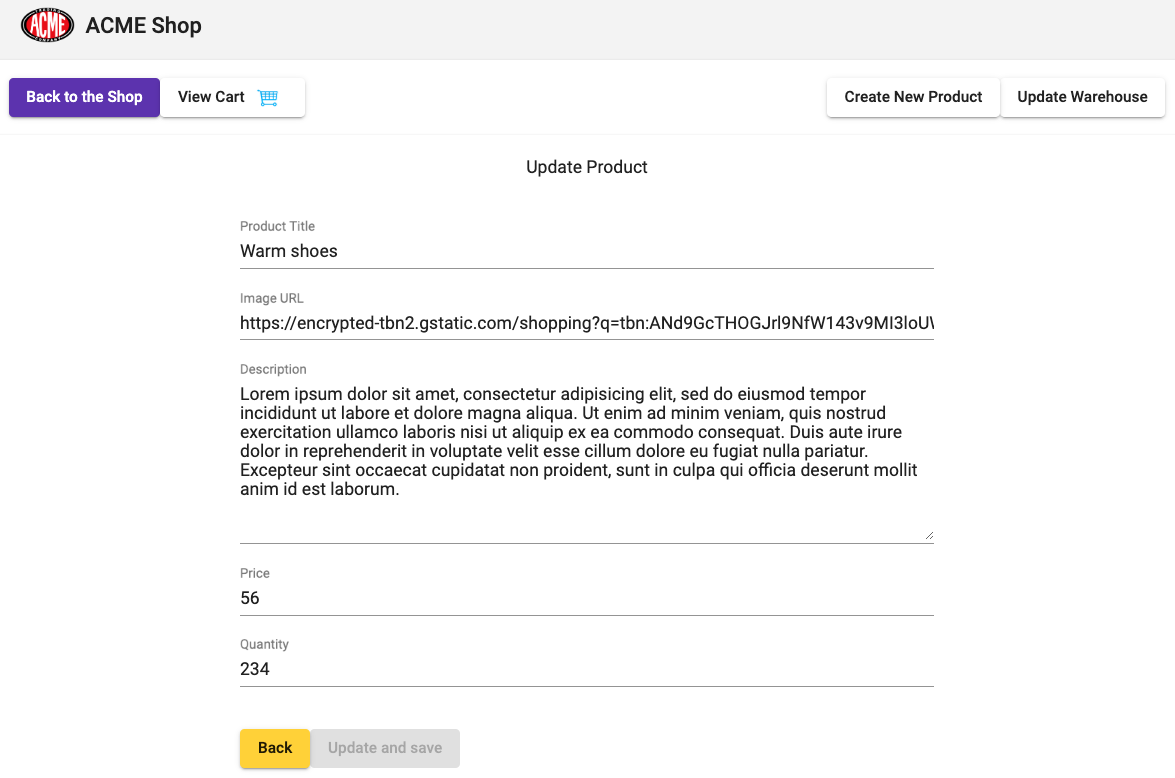 ACME
ACME Shop
Back to the Shop
View Cart
Create New Product
Update Warehouse
Update Product
Product Title
Warm shoes
Image URL
https://encrypted-tbn2.gstatic.com/shopping?q=tbn:ANd9GcTHOGJrl9NfW143v9MI3loU
Description
Lorem ipsum dolor sit amet, consectetur adipisicing elit, sed do eiusmod tempor
incididunt ut labore et dolore magna aliqua. Ut enim ad minim veniam, quis nostrud
exercitation ullamco laboris nisi ut aliquip ex ea commodo consequat. Duis aute irure
dolor in reprehenderit in voluptate velit esse cillum dolore eu fugiat nulla pariatur.
Excepteur sint occaecat cupidatat non proident, sunt in culpa qui officia deserunt mollit
anim id est laborum.
Price
56
Quantity
234
Back
Update and save